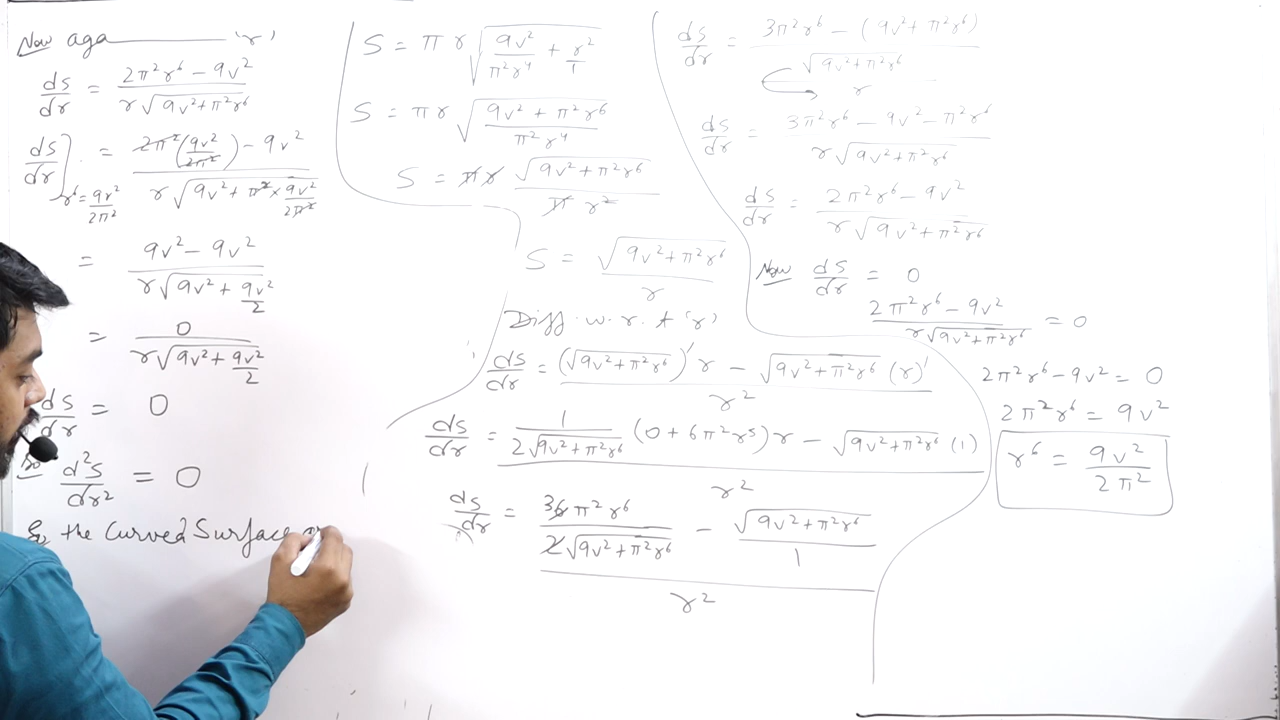 Now aga——— 'r'
dS/dr = (2π²r⁶ - 9v²)/(r√(9v²+π²r⁶))
dS/dr]r⁶=9v²/2π² = (2π²(9v²/2π²) - 9v²)/(r√(9v²+π²×9v²/2π²))
= (9v² - 9v²)/(r√(9v²+9v²/2))
= 0/(r√(9v²+9v²/2))
dS/dr = 0
So d²S/dr² = 0
So the Curved Surface
S = πr√(9v²/π²r⁴ + r²/1)
S = πr√((9v² + π²r⁶)/π²r⁴)
S = πr √(9v²+π²r⁶)/(πr²)
S = √(9v²+π²r⁶)/r
Diff. w.r.t 'r'
dS/dr = ((√(9v²+π²r⁶))'r - √(9v²+π²r⁶)(r)')/r²
dS/dr = (1/(2√(9v²+π²r⁶))(0+6π²r⁵)r - √(9v²+π²r⁶)(1))/r²
dS/dr = (36π²r⁶/(2√(9v²+π²r⁶)) - √(9v²+π²r⁶)/1)/r²
dS/dr = ((3π²r⁶ - (9v²+π²r⁶))/√(9v²+π²r⁶))/r
dS/dr = (3π²r⁶ - 9v² - π²r⁶)/(r√(9v²+π²r⁶))
dS/dr = (2π²r⁶ - 9v²)/(r√(9v²+π²r⁶))
Now dS/dr = 0
(2π²r⁶ - 9v²)/(r√(9v²+π²r⁶)) = 0
2π²r⁶ - 9v² = 0
2π²r⁶ = 9v²
r⁶ = 9v²/2π²